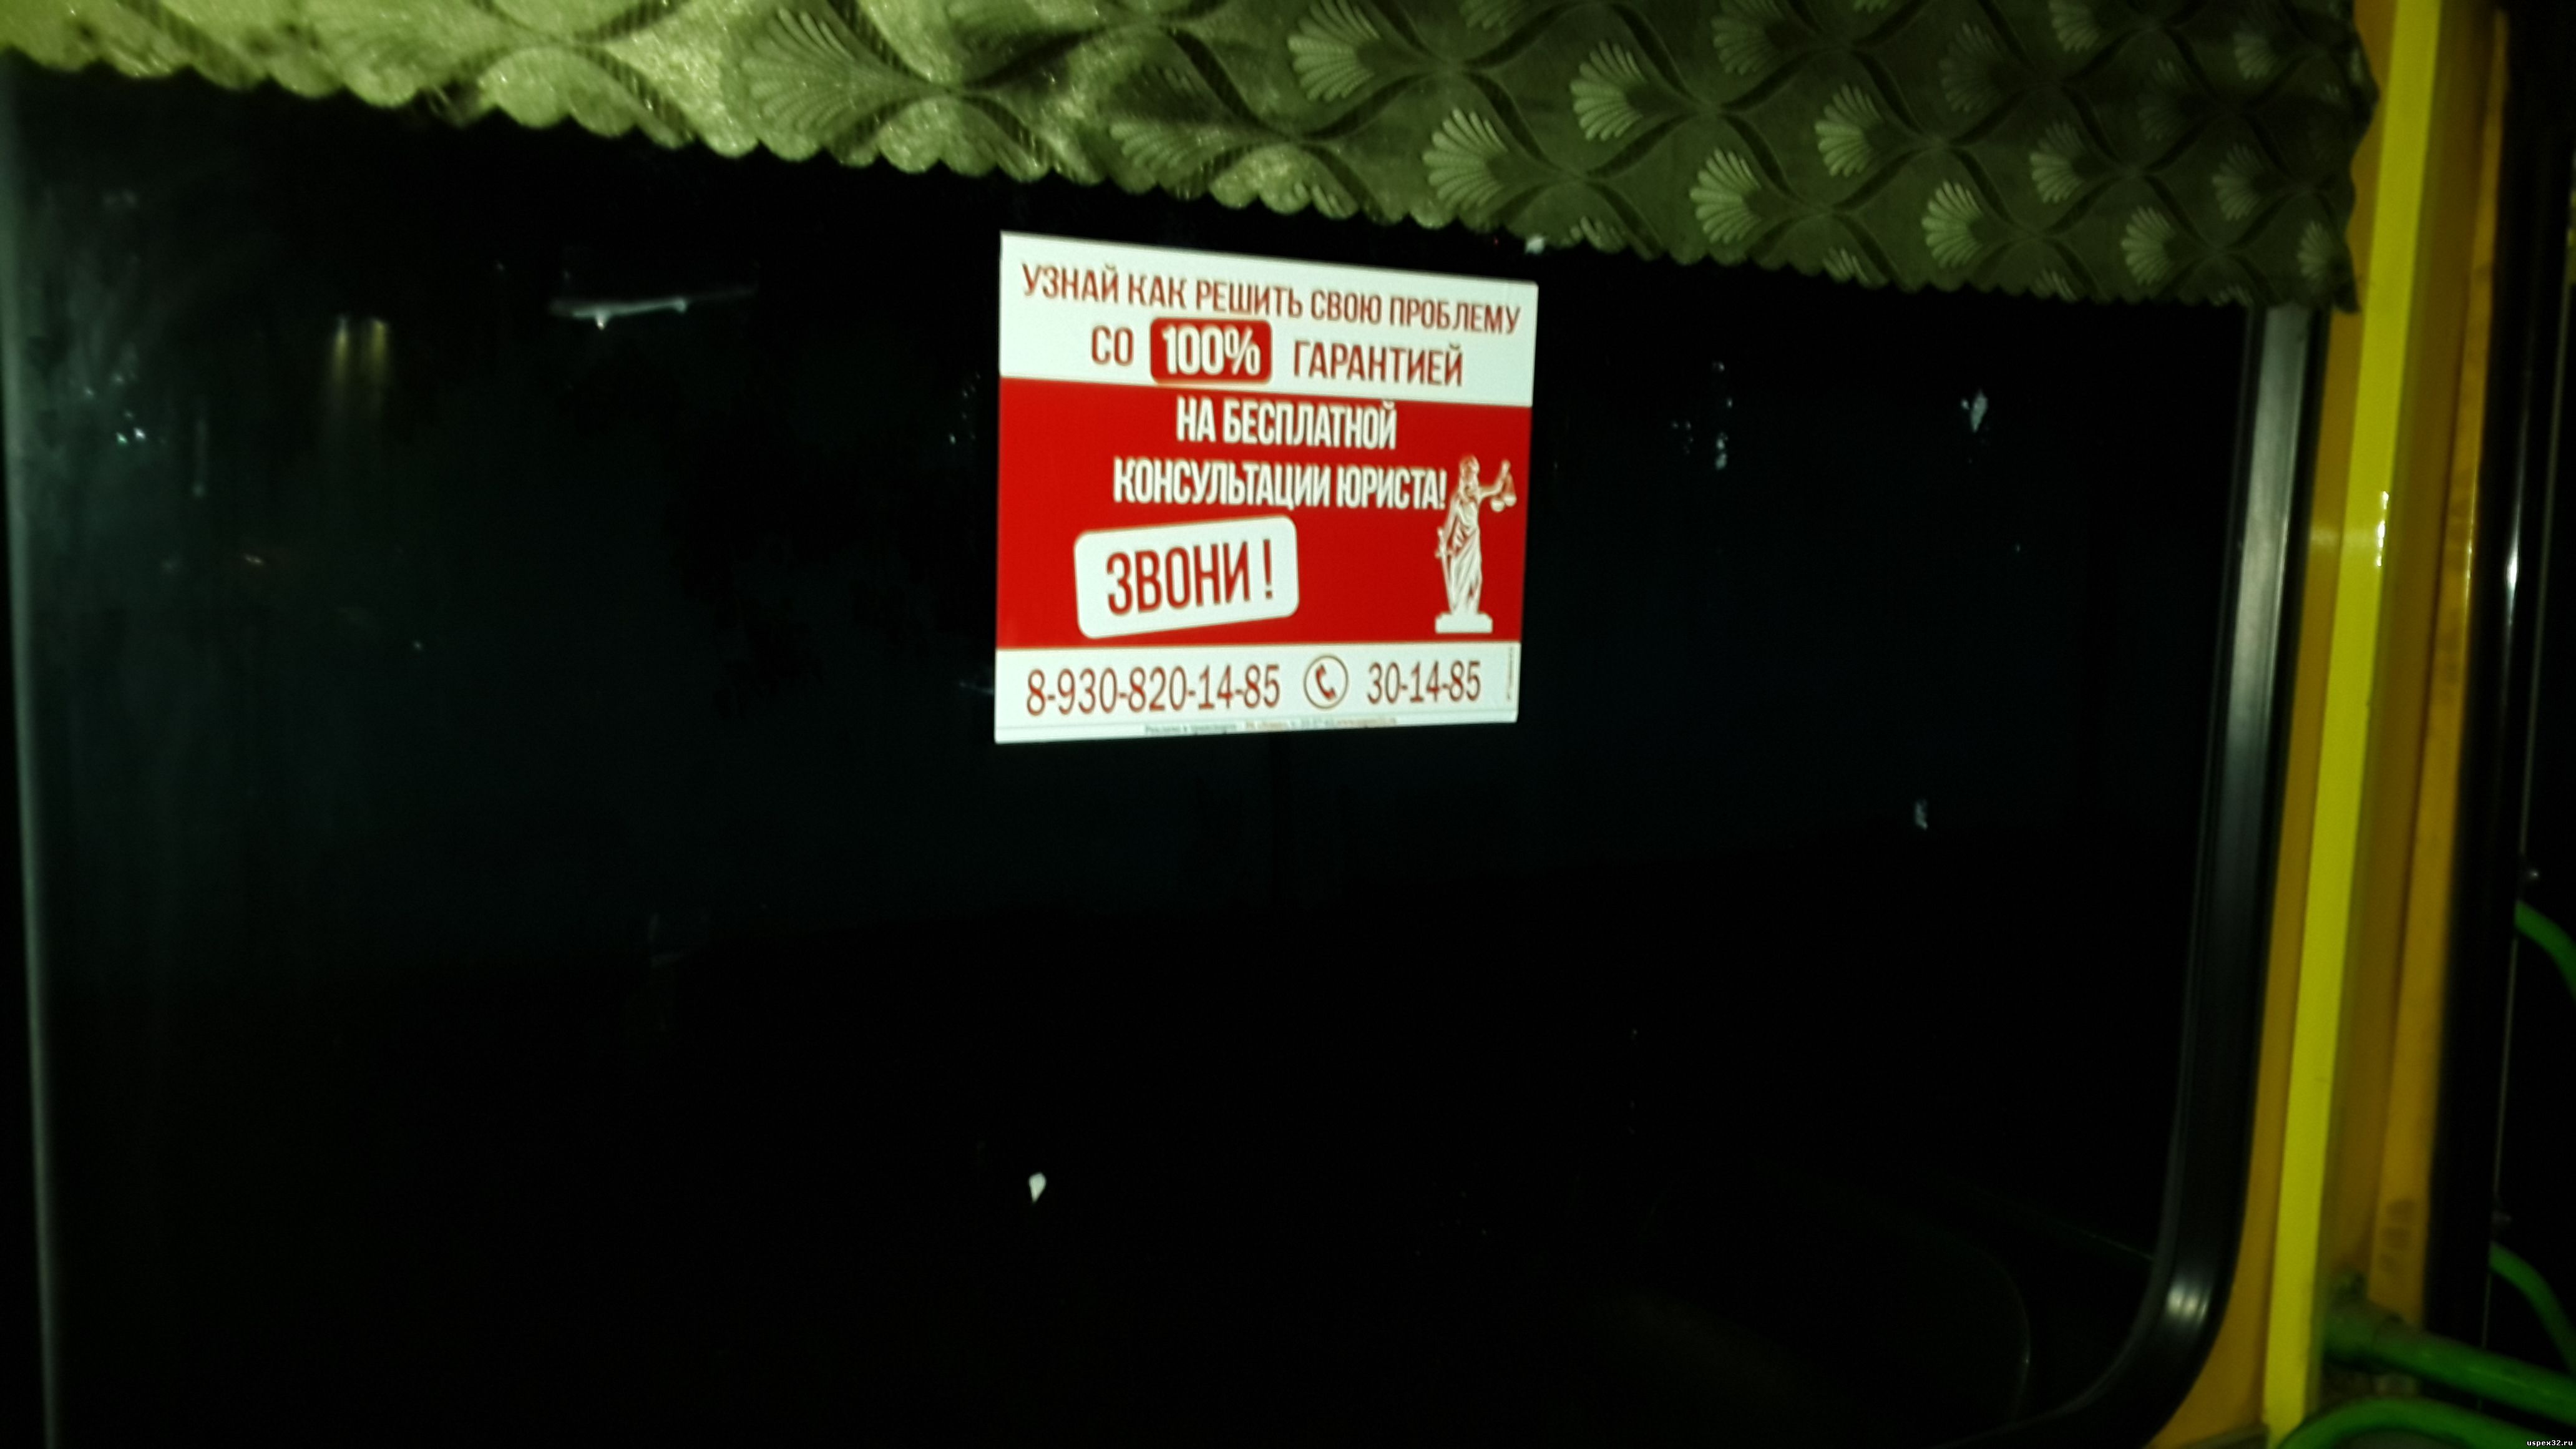 УЗНАЙ КАК РЕШИТЬ СВОЮ ПРОБЛЕМУ
СО 100% ГАРАНТИЕЙ
НА БЕСПЛАТНОЙ
КОНСУЛЬТАЦИИ ЮРИСТА!
ЗВОНИ!
8-930-820-14-85 30-14-85
uspex32.ru